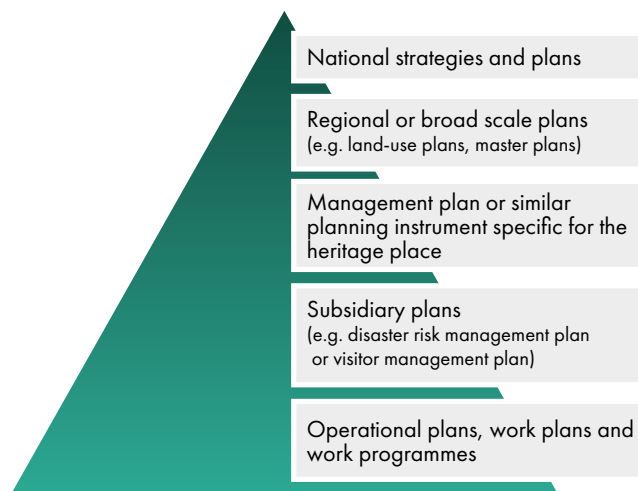 National strategies and plans
Regional or broad scale plans
(e.g. land-use plans, master plans)
Management plan or similar
planning instrument specific for the
heritage place
Subsidiary plans
(e.g. disaster risk management plan
or visitor management plan)
Operational plans, work plans and
work programmes